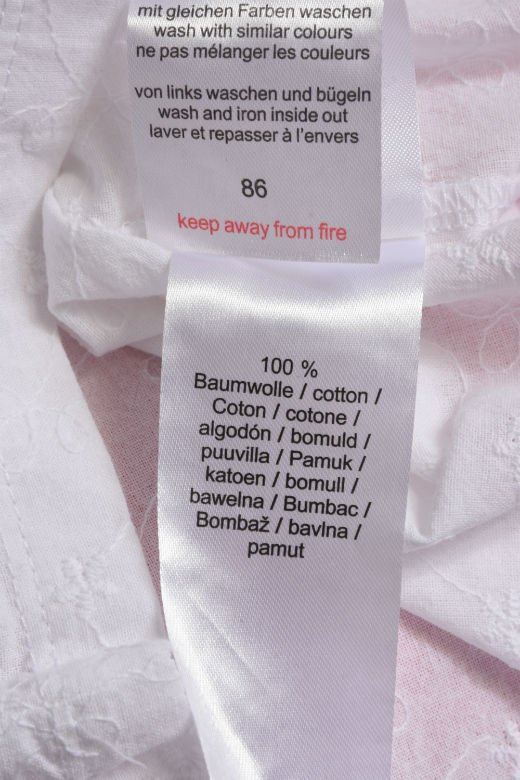 mit gleichen Farben waschen
wash with similar colours
ne pas mélanger les couleurs
von links waschen und bügeln
wash and iron inside out
laver et repasser à l'envers
86
keep away from fire
100 %
Baumwolle / cotton /
Coton / cotone /
algodón / bomuld /
puuvilla / Pamuk /
katoen / bomull /
bawelna / Bumbac /
Bombaž / bavlna /
pamut